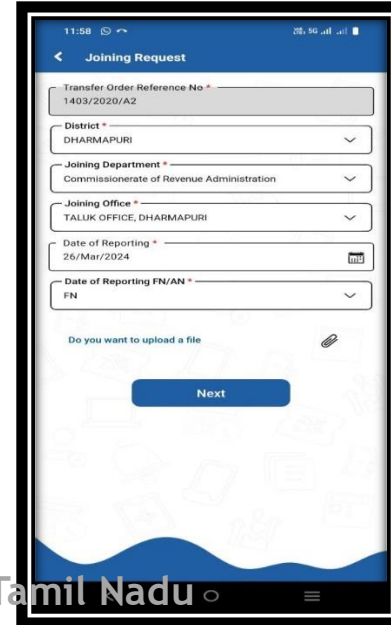 11:58
5G
Joining Request
Transfer Order Reference No *
1403/2020/A2
District *
DHARMAPURI
Joining Department *
Commissionerate of Revenue Administration
Joining Office *
TALUK OFFICE, DHARMAPURI
Date of Reporting *
26/Mar/2024
Date of Reporting FN/AN *
FN
Do you want to upload a file
Next
Tamil Nadu